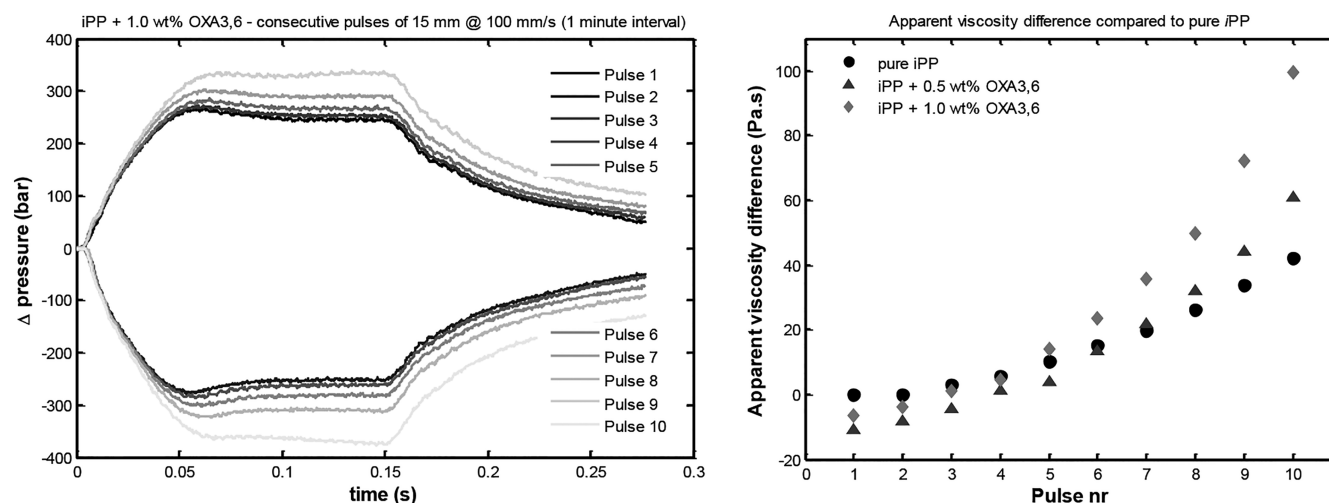 iPP + 1.0 wt% OXA3,6 - consecutive pulses of 15 mm @ 100 mm/s (1 minute interval)
400
300
200
100
0
-100
-200
-300
-400
Δ pressure (bar)
Pulse 1
Pulse 2
Pulse 3
Pulse 4
Pulse 5
Pulse 6
Pulse 7
Pulse 8
Pulse 9
Pulse 10
0 0.05 0.1 0.15 0.2 0.25 0.3
time (s)
Apparent viscosity difference compared to pure iPP
100
80
60
40
20
0
-20
Apparent viscosity difference (Pa.s)
pure iPP
iPP + 0.5 wt% OXA3,6
iPP + 1.0 wt% OXA3,6
0 1 2 3 4 5 6 7 8 9 10
Pulse nr